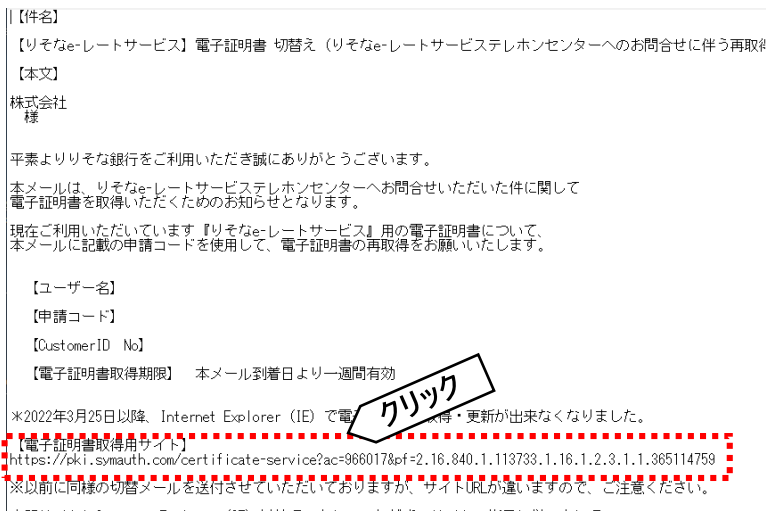 【件名】
【りそなe-レートサービス】電子証明書 切替え（りそなe-レートサービステレホンセンターへのお問合せに伴う再取
【本文】
株式会社
様
平素よりりそな銀行をご利用いただき誠にありがとうございます。
本メールは、りそなe-レートサービステレホンセンターへお問合せいただいた件に関して
電子証明書を取得いただくためのお知らせとなります。
現在ご利用いただいています『りそなe-レートサービス』用の電子証明書について、
本メールに記載の申請コードを使用して、電子証明書の再取得をお願いいたします。
【ユーザー名】
【申請コード】
【CustomerID No】
【電子証明書取得期限】 本メール到着日より一週間有効
クリック
＊2022年3月25日以降、Internet Explorer（IE）で電 得・更新が出来なくなりました。
【電子証明書取得用サイト】
https://pki.symauth.com/certificate-service?ac=966017&pf=2.16.840.1.113733.1.16.1.2.3.1.1.365114759
※以前に同様の切替メールを送付させていただいておりますが、サイトURLが違いますので、ご注意ください。